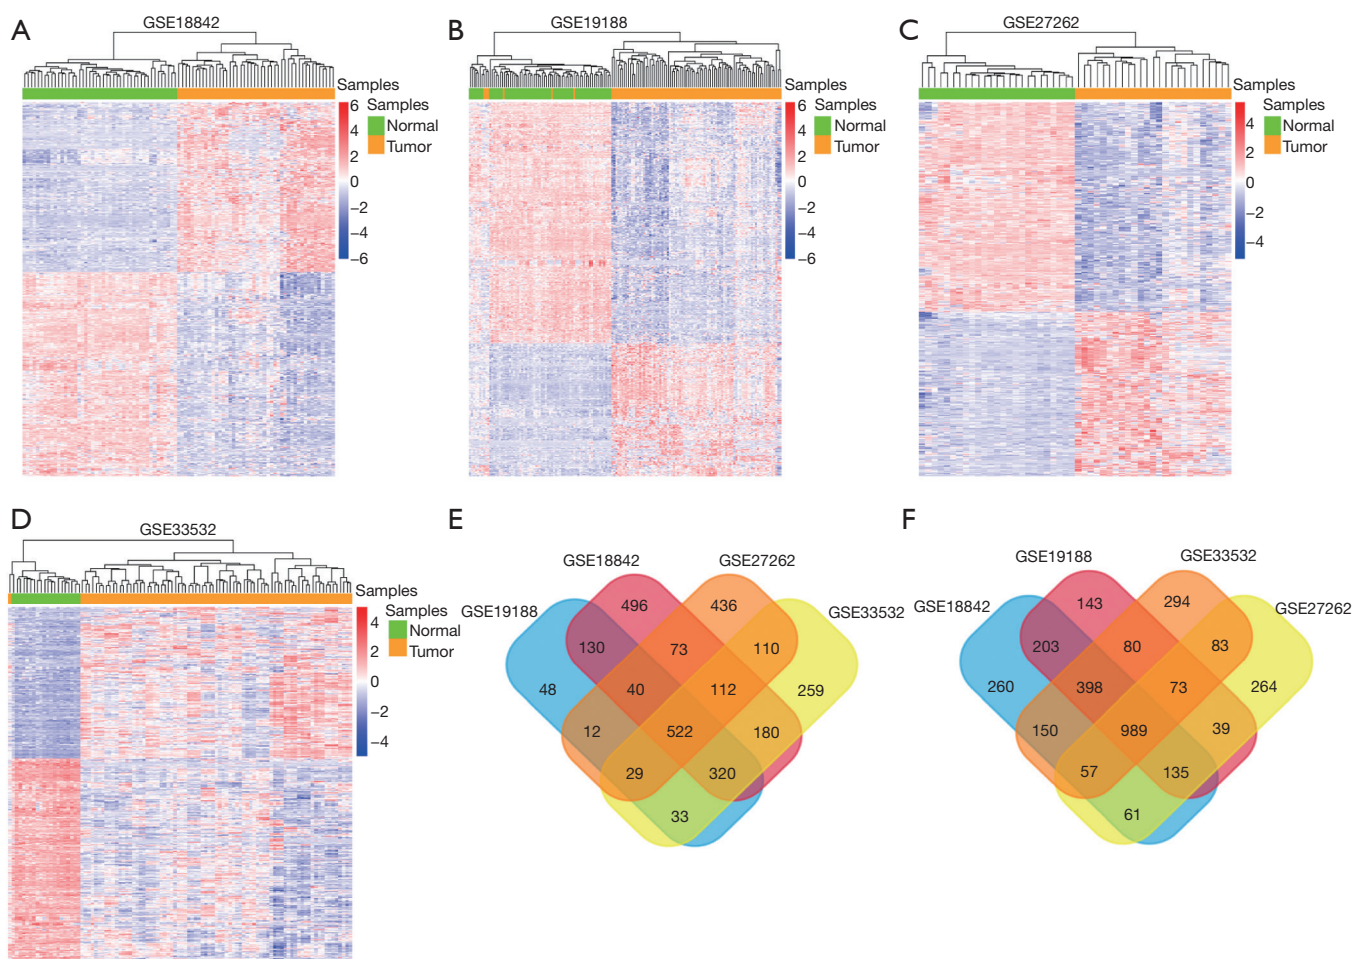 A
GSE18842
Samples
6
4
2
0
−2
−4
−6
Samples
Normal
Tumor
B
GSE19188
Samples
6
4
2
0
−2
−4
−6
Samples
Normal
Tumor
C
GSE27262
4
2
0
−2
−4
Samples
Normal
Tumor
D
GSE33532
Samples
4
2
0
−2
−4
Samples
Normal
Tumor
E
GSE18842
GSE27262
GSE19188
GSE33532
496
436
130
73
110
48
40
112
259
12
522
180
29
320
33
F
GSE19188
GSE33532
GSE18842
GSE27262
143
294
203
80
83
260
398
73
264
150
989
39
57
135
61